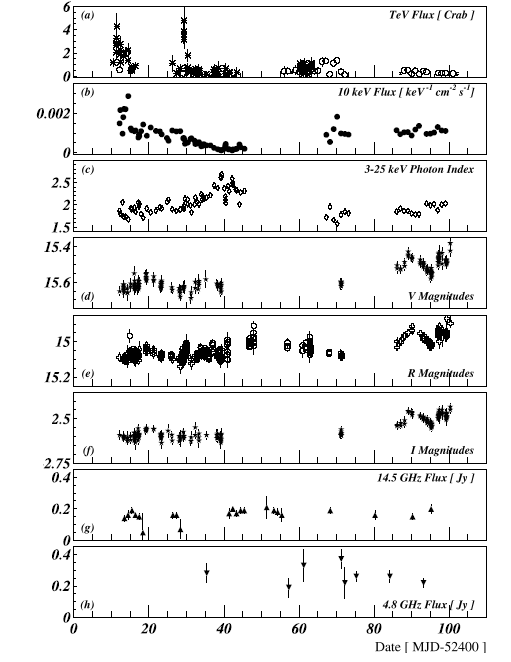 (a) TeV Flux [ Crab ]
6
4
2
0
(b) 10 keV Flux [ keV⁻¹ cm⁻² s⁻¹]
0.002
0
(c) 3-25 keV Photon Index
2.5
2
1.5
15.4
15.6
(d) V Magnitudes
15
15.2
(e) R Magnitudes
2.5
2.75
(f) I Magnitudes
14.5 GHz Flux [ Jy ]
0.4
0.2
0
(g)
0.4
0.2
0
(h) 4.8 GHz Flux [ Jy ]
0 20 40 60 80 100
Date [ MJD-52400 ]